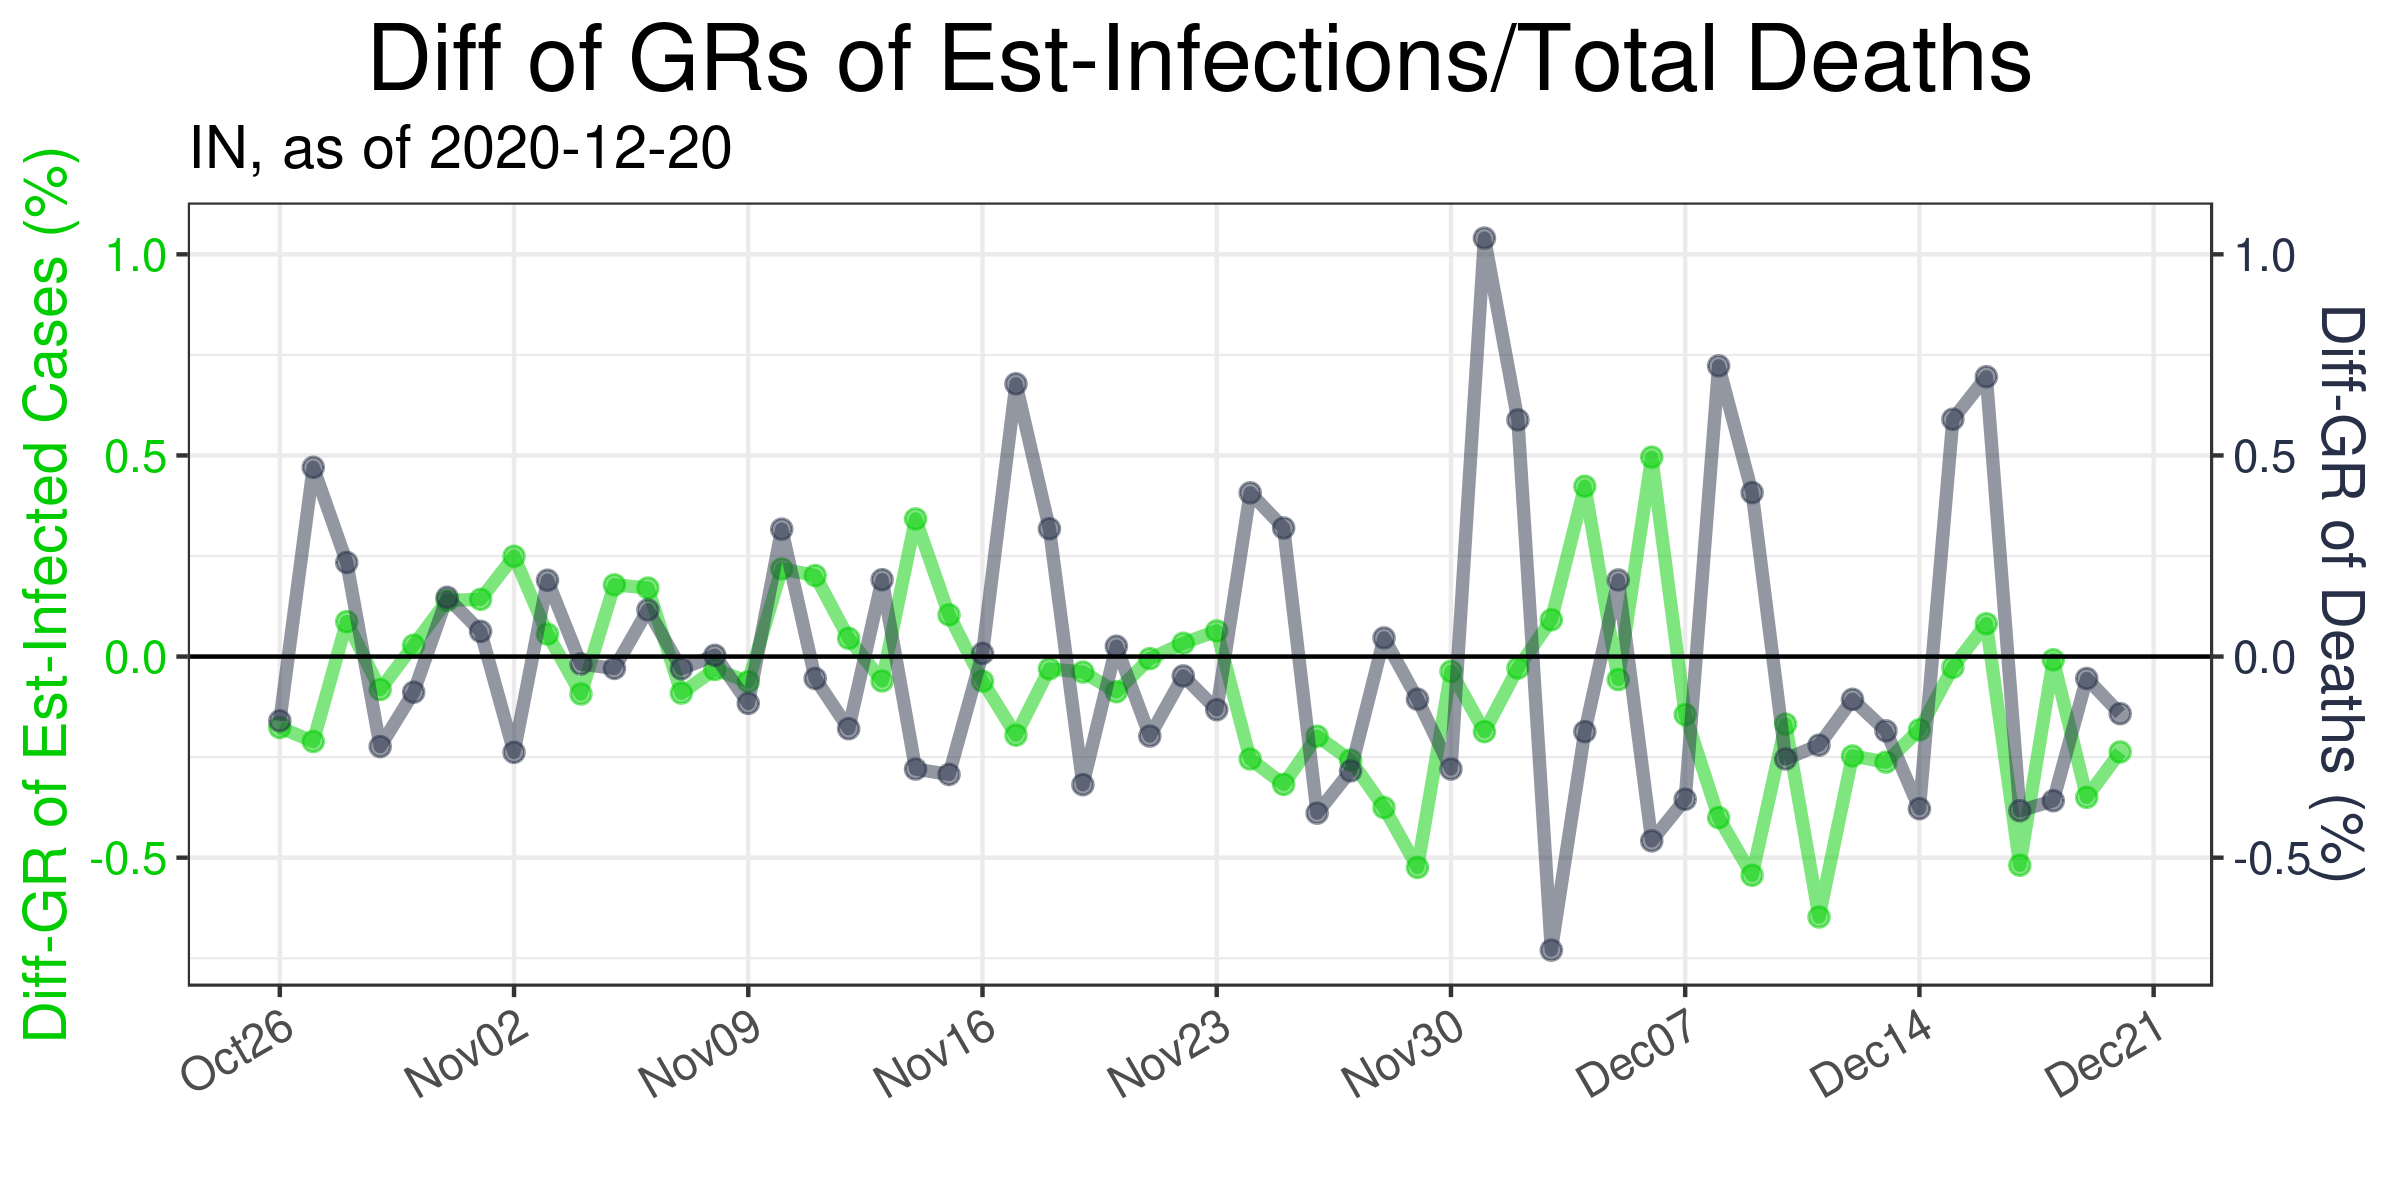 Diff of GRs of Est-Infections/Total Deaths
IN, as of 2020-12-20
Diff-GR of Est-Infected Cases (%)
1.0
0.5
0.0
-0.5
1.0
0.5
0.0
-0.5
Diff-GR of Deaths (%)
Oct26
Nov02
Nov09
Nov16
Nov23
Nov30
Dec07
Dec14
Dec21